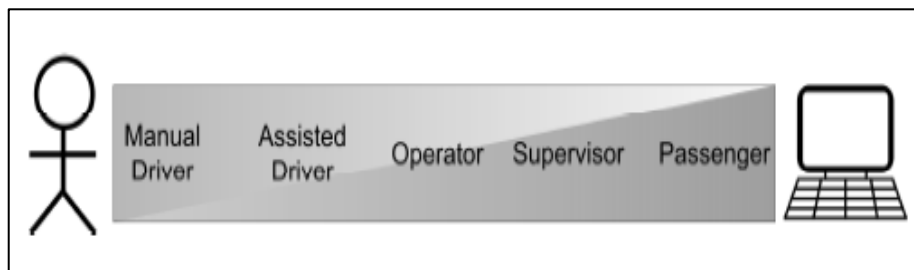 Manual
Driver
Assisted
Driver
Operator
Supervisor
Passenger